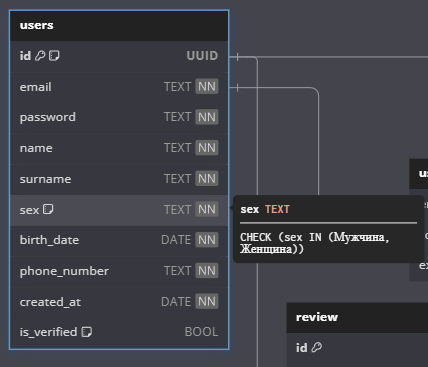 users
id UUID
email TEXT NN
password TEXT NN
name TEXT NN
surname TEXT NN
sex TEXT NN
birth_date DATE NN
phone_number TEXT NN
created_at DATE NN
is_verified BOOL
sex TEXT
CHECK (sex IN (Мужчина,
Женщина))
review
id